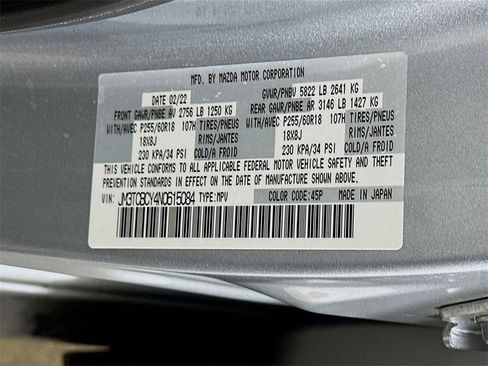 MFD. BY MAZDA MOTOR CORPORATION
DATE 02/22 GVWR/PNBV 5822 LB 2641 KG
FRONT GAWR/PNBE AV 2756 LB 1250 KG REAR GAWR/PNBE AR 3146 LB 1427 KG
WITH/AVEC P255/60R18 107H TIRES/PNEUS WITH/AVEC P255/60R18 107H TIRES/PNEUS
18X8J RIMS/JANTES 18X8J RIMS/JANTES
230 KPA/34 PSI COLD/A FROID 230 KPA/34 PSI COLD/A FROID
THIS VEHICLE CONFORMS TO ALL APPLICABLE FEDERAL MOTOR VEHICLE SAFETY AND THEFT
PREVENTION STANDARDS IN EFFECT ON THE DATE OF MANUFACTURE SHOWN ABOVE.
VIN: JM3TCBCY4N0615084 TYPE:MPV COLOR CODE:45P MADE IN JAPAN